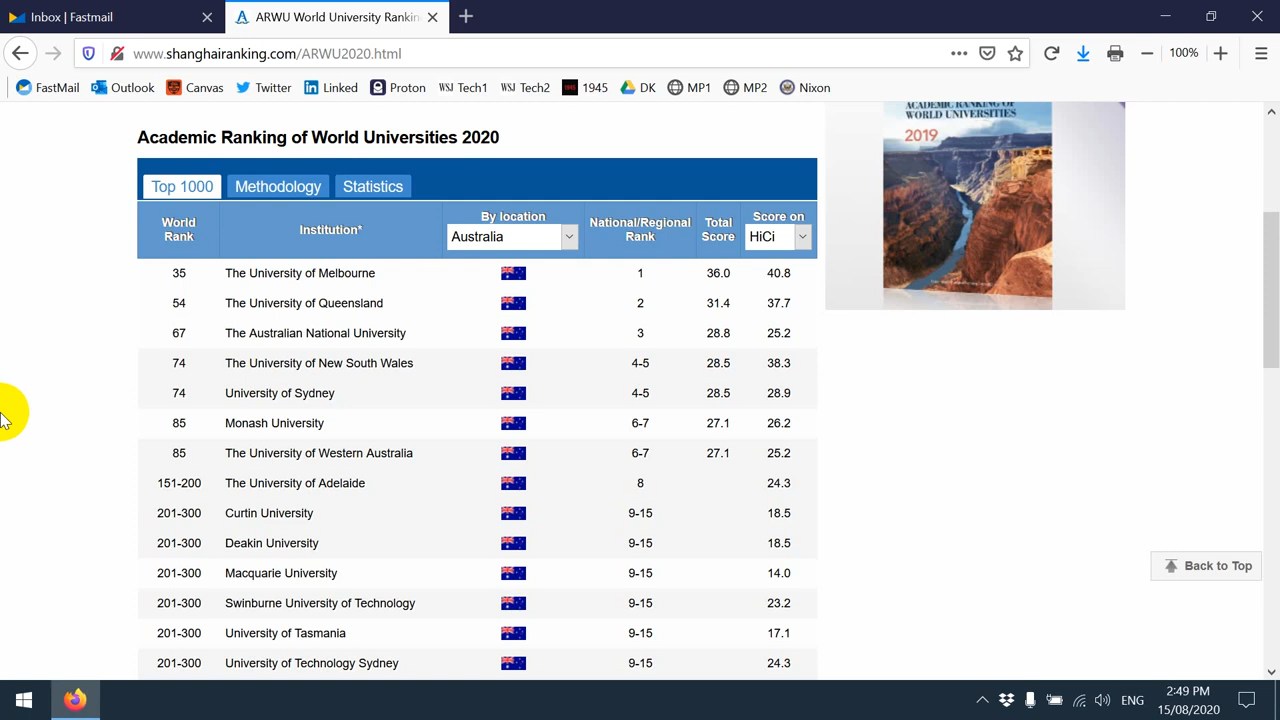 Inbox | Fastmail
ARWU World University Rankin
www.shanghairanking.com/ARWU2020.html
100%
FastMail Outlook Canvas Twitter Linked Proton WSJ Tech1 WSJ Tech2 1945 DK MP1 MP2 Nixon
ACADEMIC RANKING OF
WORLD UNIVERSITIES
2019
Academic Ranking of World Universities 2020
Top 1000 Methodology Statistics
World Rank Institution* By location Australia National/Regional Rank Total Score Score on HiCi
35 The University of Melbourne 1 36.0 40.8
54 The University of Queensland 2 31.4 37.7
67 The Australian National University 3 28.8 25.2
74 The University of New South Wales 4-5 28.5 38.3
74 University of Sydney 4-5 28.5 28.9
85 Monash University 6-7 27.1 26.2
85 The University of Western Australia 6-7 27.1 25.2
151-200 The University of Adelaide 8 24.3
201-300 Curtin University 9-15 18.5
201-300 Deakin University 9-15 18.5
201-300 Macquarie University 9-15 14.0
201-300 Swinburne University of Technology 9-15 23.2
201-300 University of Tasmania 9-15 17.1
201-300 University of Technology Sydney 9-15 24.3
Back to Top
ENG
2:49 PM
15/08/2020